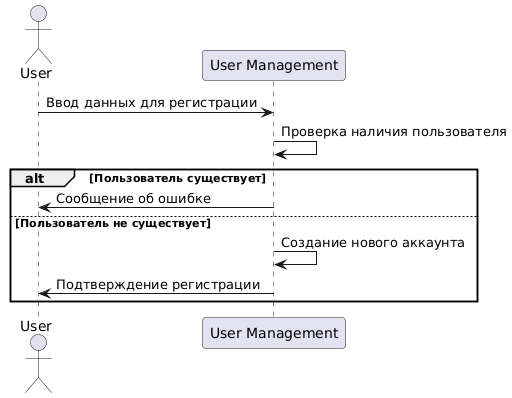 User
User Management
Ввод данных для регистрации
Проверка наличия пользователя
alt [Пользователь существует]
Сообщение об ошибке
[Пользователь не существует]
Создание нового аккаунта
Подтверждение регистрации
User
User Management